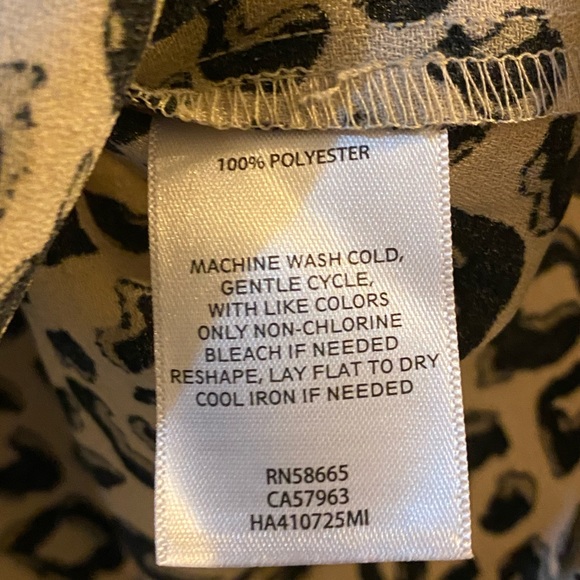 100% POLYESTER
MACHINE WASH COLD,
GENTLE CYCLE,
WITH LIKE COLORS
ONLY NON-CHLORINE
BLEACH IF NEEDED
RESHAPE, LAY FLAT TO DRY
COOL IRON IF NEEDED
RN58665
CA57963
HA410725MI